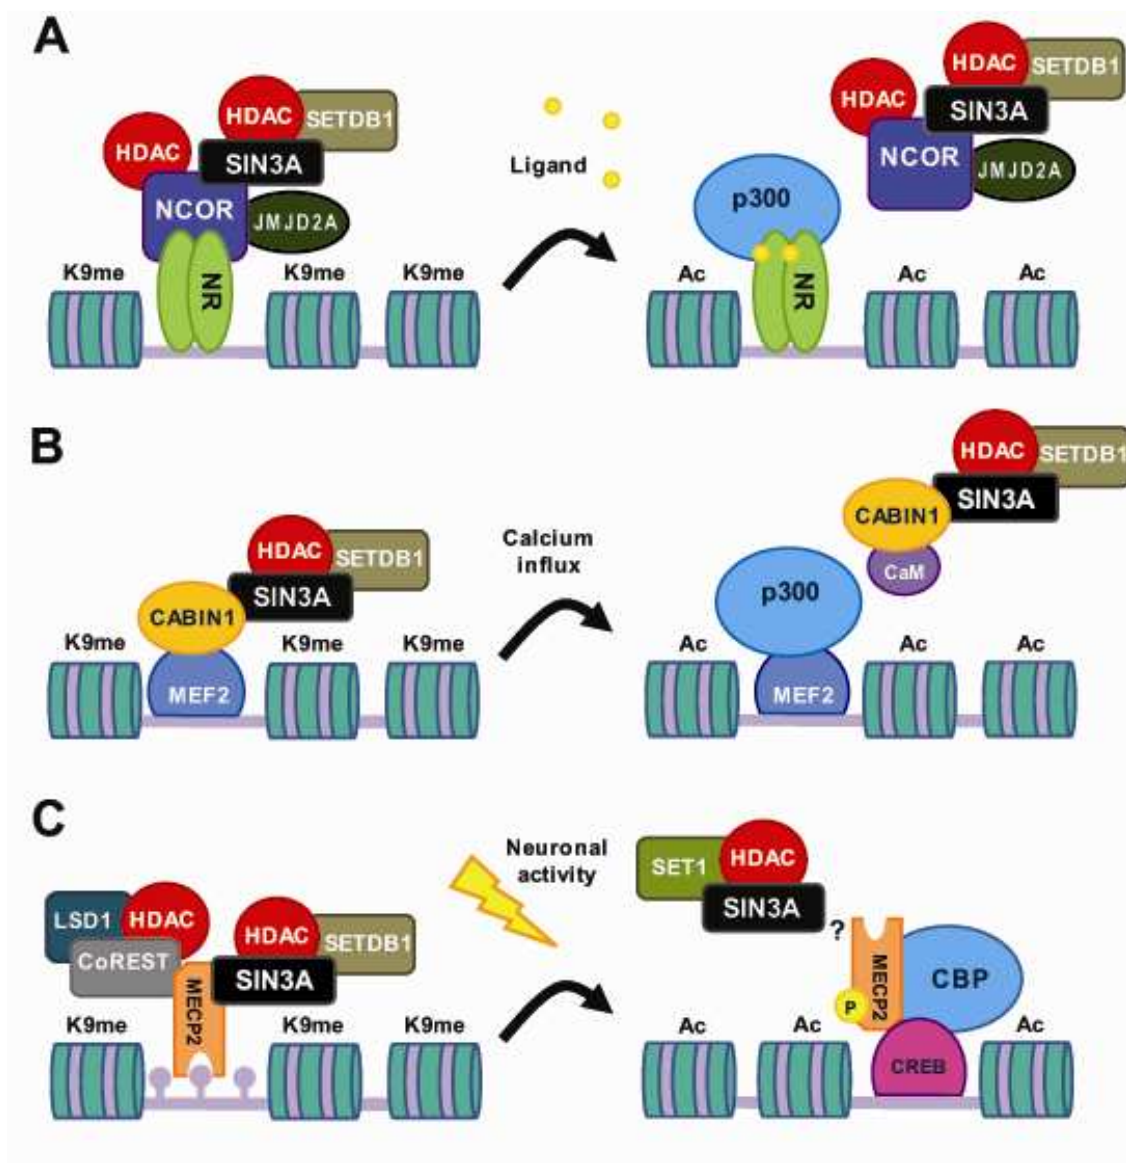 A
HDAC
SETDB1
HDAC
SIN3A
NCOR
JMJD2A
NR
K9me
K9me
K9me
Ligand
HDAC
SETDB1
HDAC
SIN3A
NCOR
JMJD2A
p300
NR
Ac
Ac
Ac
B
HDAC
SETDB1
SIN3A
CABIN1
MEF2
K9me
K9me
K9me
Calcium
influx
HDAC
SETDB1
SIN3A
CABIN1
CaM
p300
MEF2
Ac
Ac
Ac
C
LSD1
HDAC
CoREST
HDAC
SETDB1
SIN3A
MECP2
K9me
K9me
K9me
Neuronal
activity
SET1
HDAC
SIN3A
?
MECP2
CBP
P
CREB
Ac
Ac
Ac